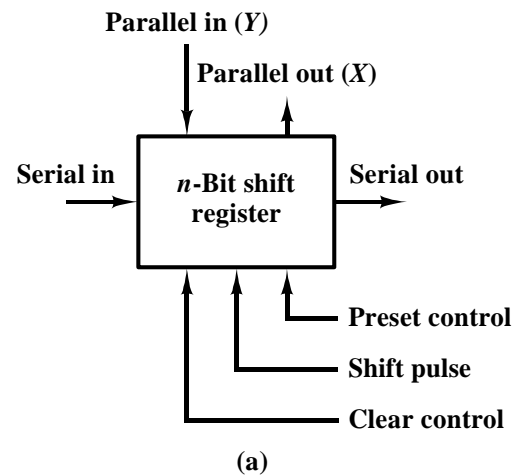 Parallel in (Y)
Parallel out (X)
Serial in
n-Bit shift
register
Serial out
Preset control
Shift pulse
Clear control
(a)